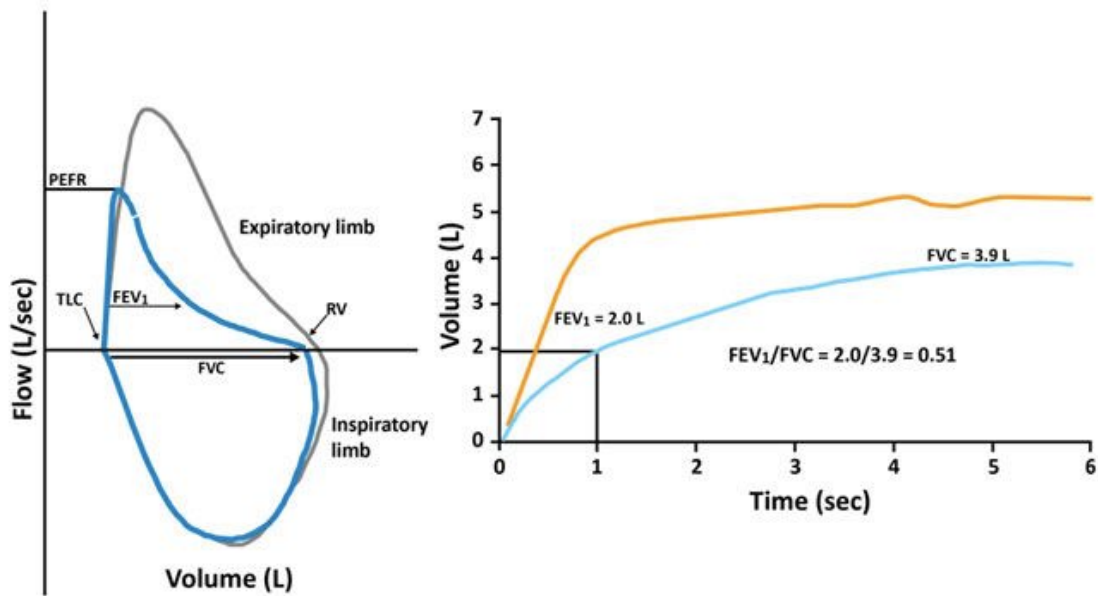 PEFR
Expiratory limb
TLC
FEV₁
RV
FVC
Flow (L/sec)
Inspiratory
limb
Volume (L)
7
6
5
4
3
2
1
0
Volume (L)
FVC = 3.9 L
FEV₁ = 2.0 L
FEV₁/FVC = 2.0/3.9 = 0.51
0 1 2 3 4 5 6
Time (sec)